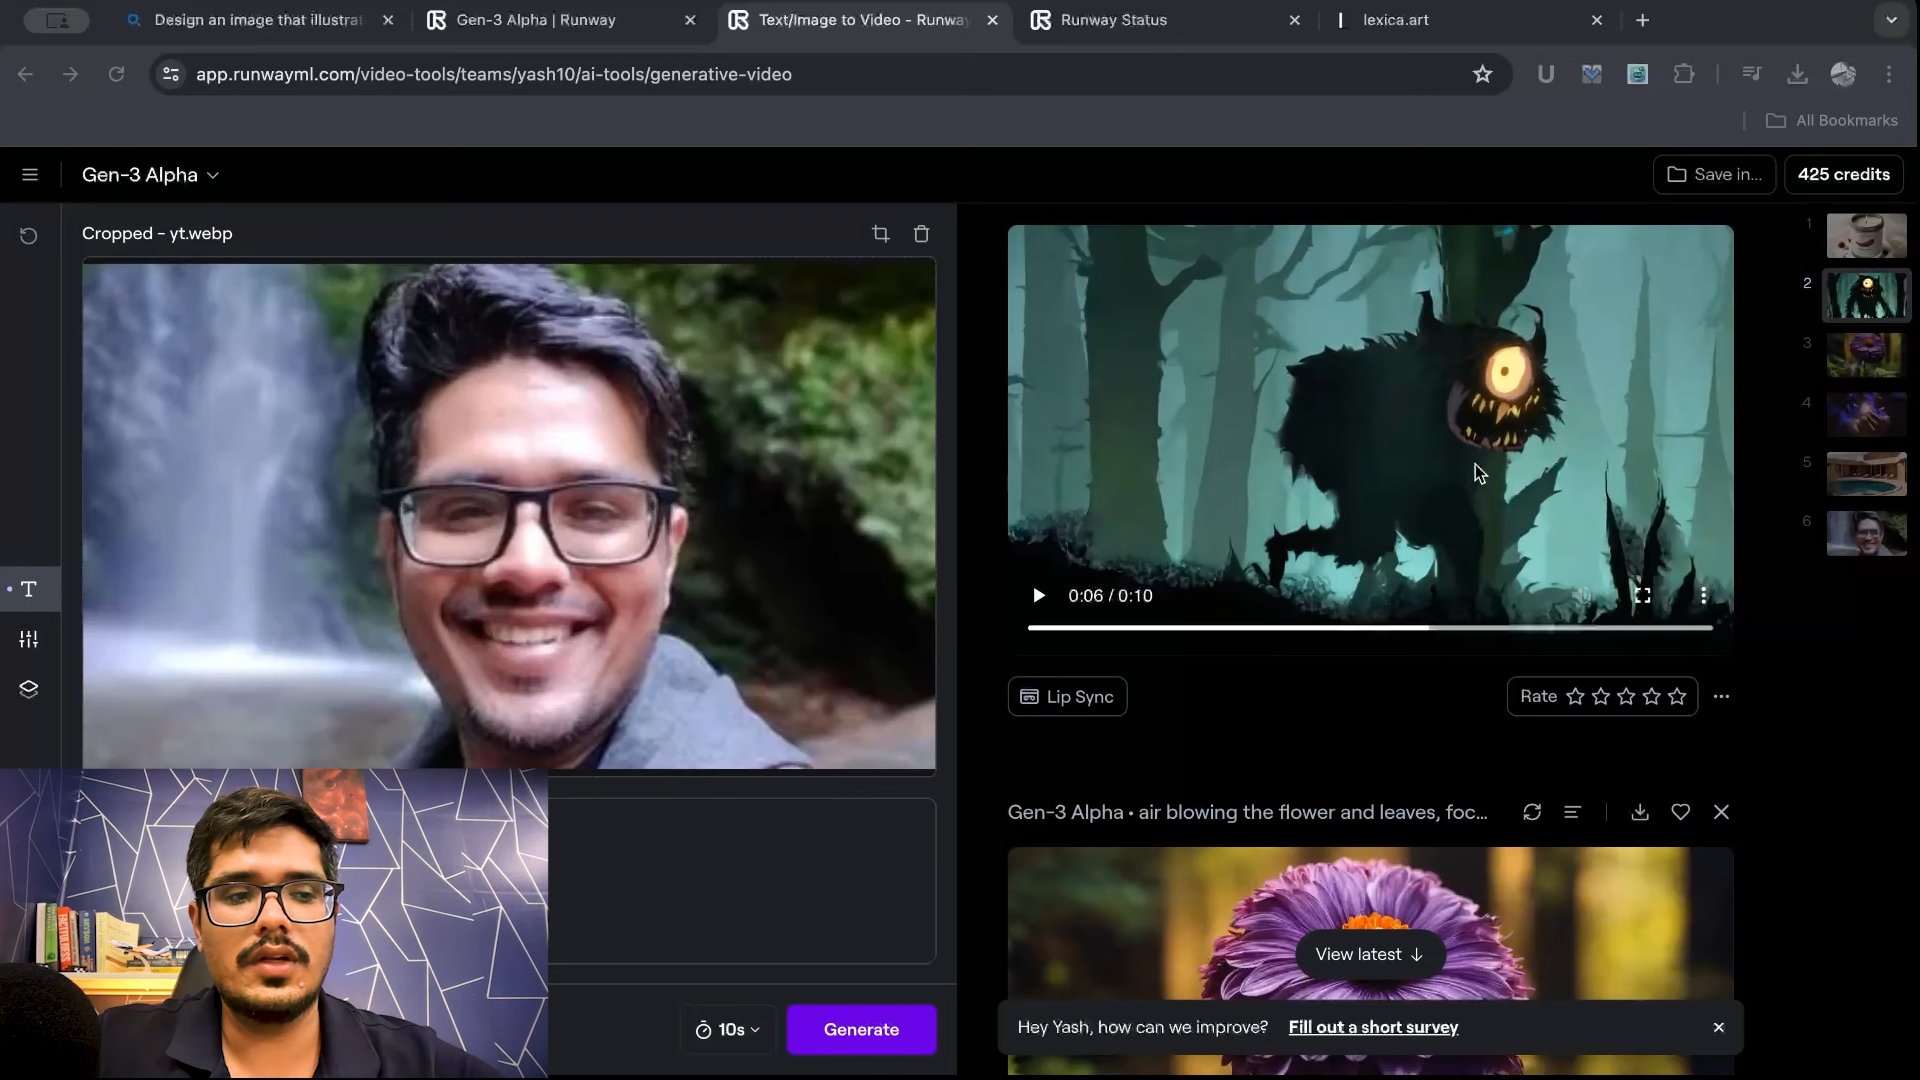 Design an image that illustrat
Gen-3 Alpha | Runway
Text/Image to Video - Runway
Runway Status
lexica.art
app.runwayml.com/video-tools/teams/yash10/ai-tools/generative-video
All Bookmarks
Gen-3 Alpha
Save in...
425 credits
Cropped - yt.webp
1
2
3
4
5
6
0:06 / 0:10
Lip Sync
Rate
Gen-3 Alpha • air blowing the flower and leaves, foc...
View latest ↓
10s
Generate
Hey Yash, how can we improve? Fill out a short survey